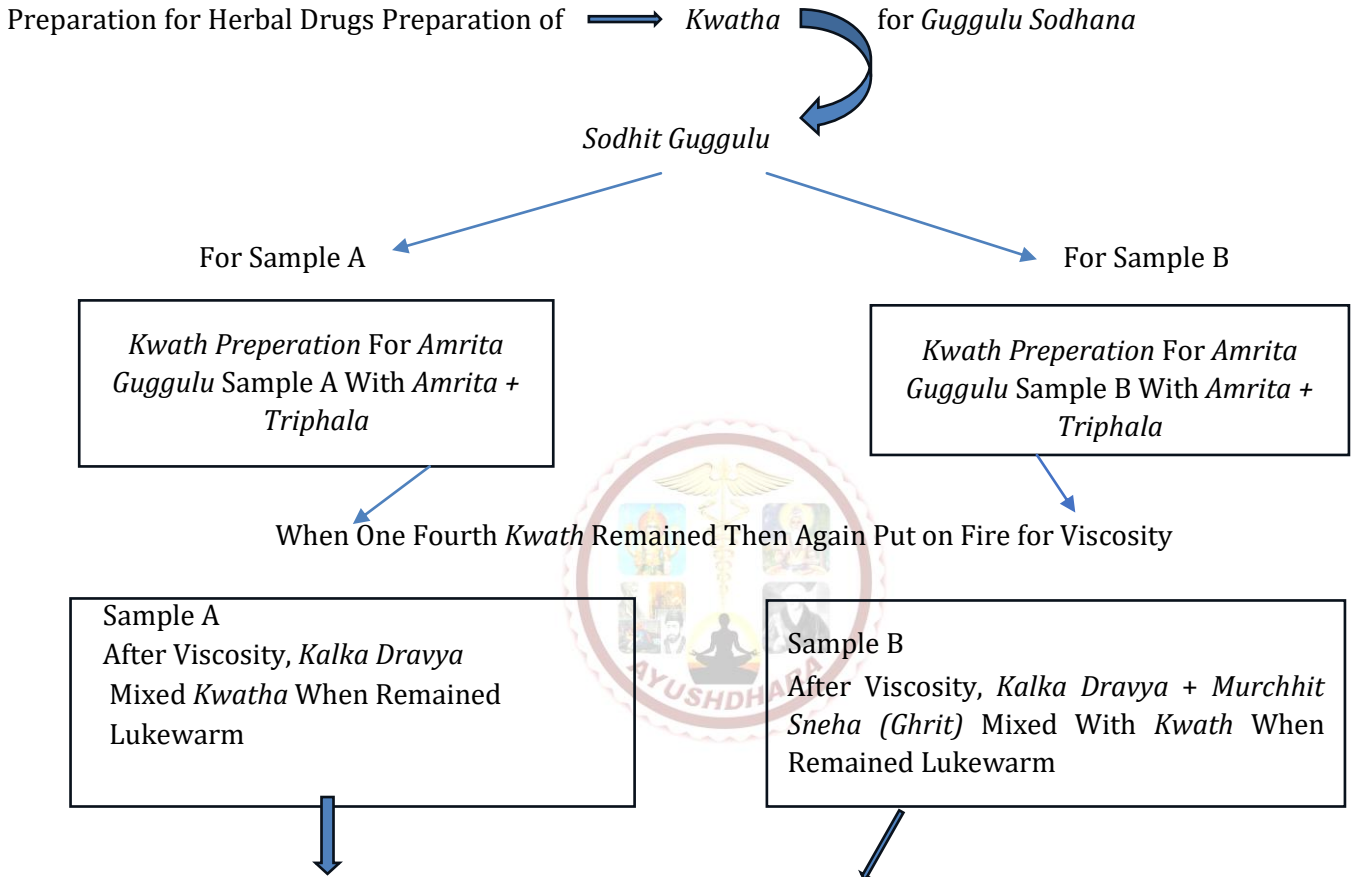 Preparation for Herbal Drugs Preparation of Kwatha for Guggulu Sodhana
Sodhit Guggulu
For Sample A
For Sample B
Kwath Preperation For Amrita
Guggulu Sample A With Amrita +
Triphala
Kwath Preperation For Amrita
Guggulu Sample B With Amrita +
Triphala
When One Fourth Kwath Remained Then Again Put on Fire for Viscosity
Sample A
After Viscosity, Kalka Dravya
Mixed Kwatha When Remained
Lukewarm
Sample B
After Viscosity, Kalka Dravya + Murchhit
Sneha (Ghrit) Mixed With Kwath When
Remained Lukewarm
AYUSHDHARA